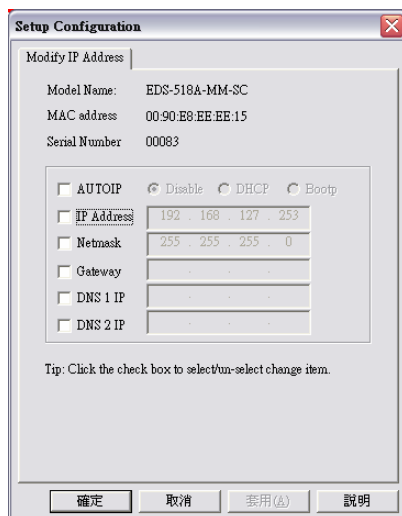 Setup Configuration
Modify IP Address
Model Name: EDS-518A-MM-SC
MAC address 00:90:E8:EE:EE:15
Serial Number 00083
AUTOIP Disable DHCP Bootp
IP Address 192 . 168 . 127 . 253
Netmask 255 . 255 . 255 . 0
Gateway . . .
DNS 1 IP . . .
DNS 2 IP . . .
Tip: Click the check box to select/un-select change item.
確定 取消 套用(A) 說明